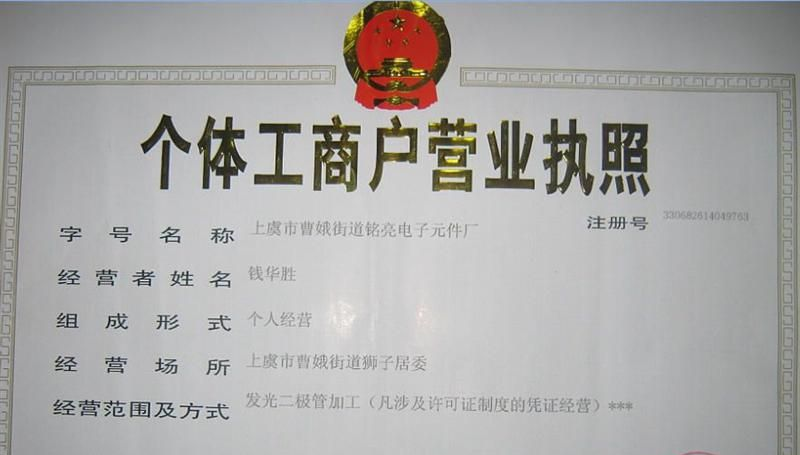 个体工商户营业执照
注册号 330682614049763
字号名称 上虞市曹娥街道铭亮电子元件厂
经营者姓名 钱华胜
组成形式 个人经营
经营场所 上虞市曹娥街道狮子居委
经营范围及方式 发光二极管加工（凡涉及许可证制度的凭证经营）***